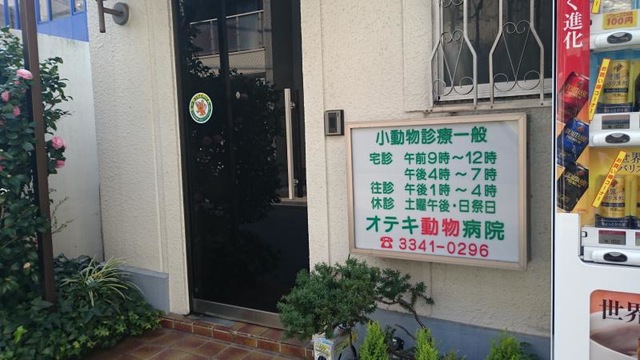 小動物診療一般
宅診 午前9時〜12時
午後4時〜7時
往診 午後1時〜4時
休診 土曜午後・日祭日
オテキ動物病院
☎3341-0296
く進化
100円
世界